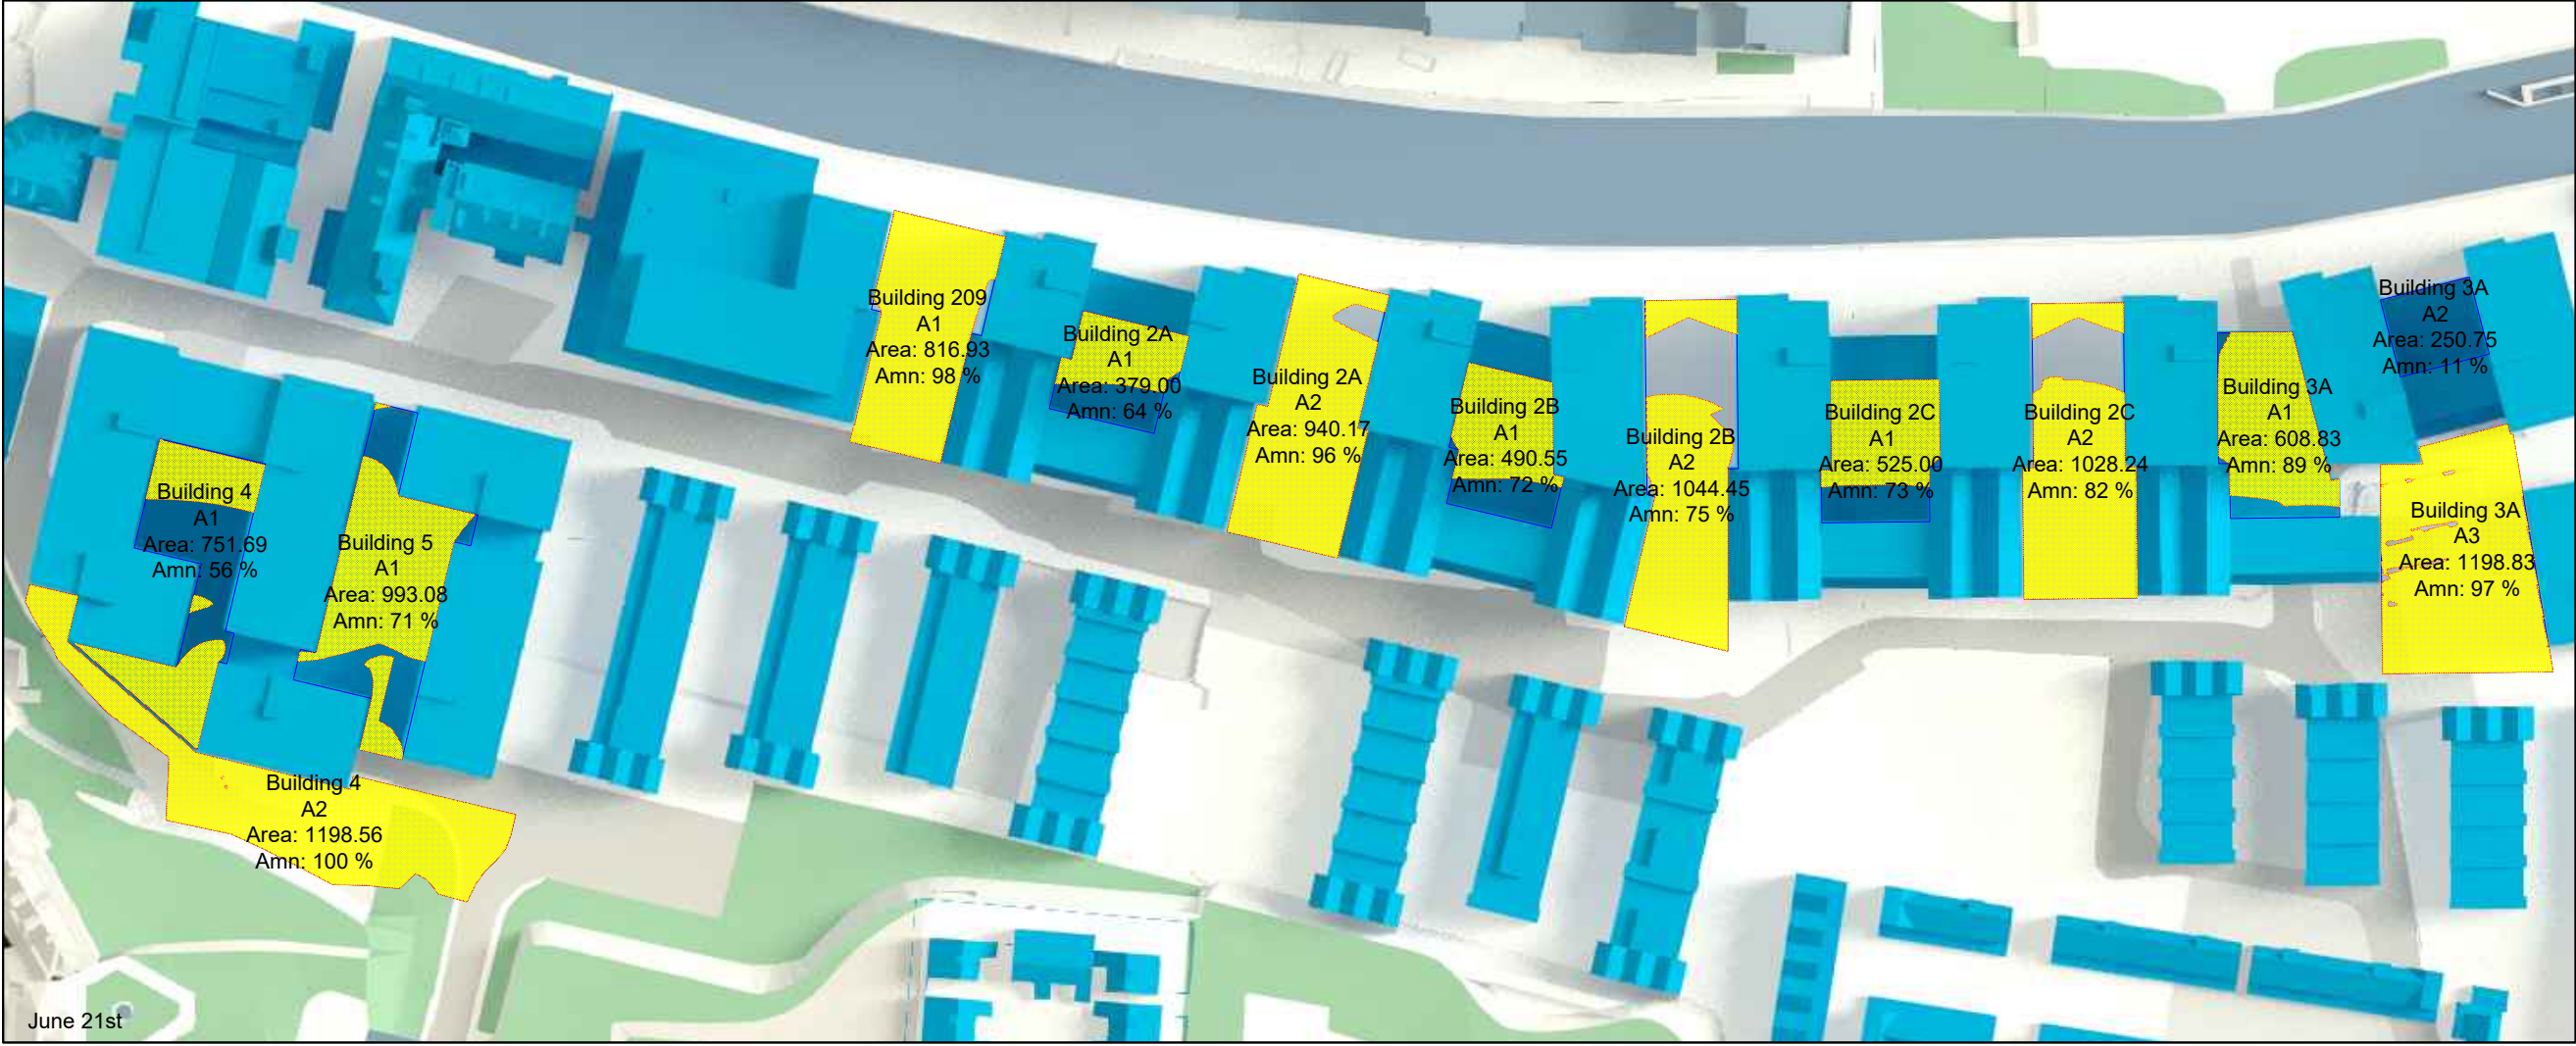 Building 209
A1
Area: 816.93
Amn: 98 %
Building 2A
A1
Area: 379.00
Amn: 64 %
Building 2A
A2
Area: 940.17
Amn: 96 %
Building 2B
A1
Area: 490.55
Amn: 72 %
Building 2B
A2
Area: 1044.45
Amn: 75 %
Building 2C
A1
Area: 525.00
Amn: 73 %
Building 2C
A2
Area: 1028.24
Amn: 82 %
Building 3A
A1
Area: 608.83
Amn: 89 %
Building 3A
A2
Area: 250.75
Amn: 11 %
Building 3A
A3
Area: 1198.83
Amn: 97 %
Building 4
A1
Area: 751.69
Amn: 56 %
Building 5
A1
Area: 993.08
Amn: 71 %
Building 4
A2
Area: 1198.56
Amn: 100 %
June 21st